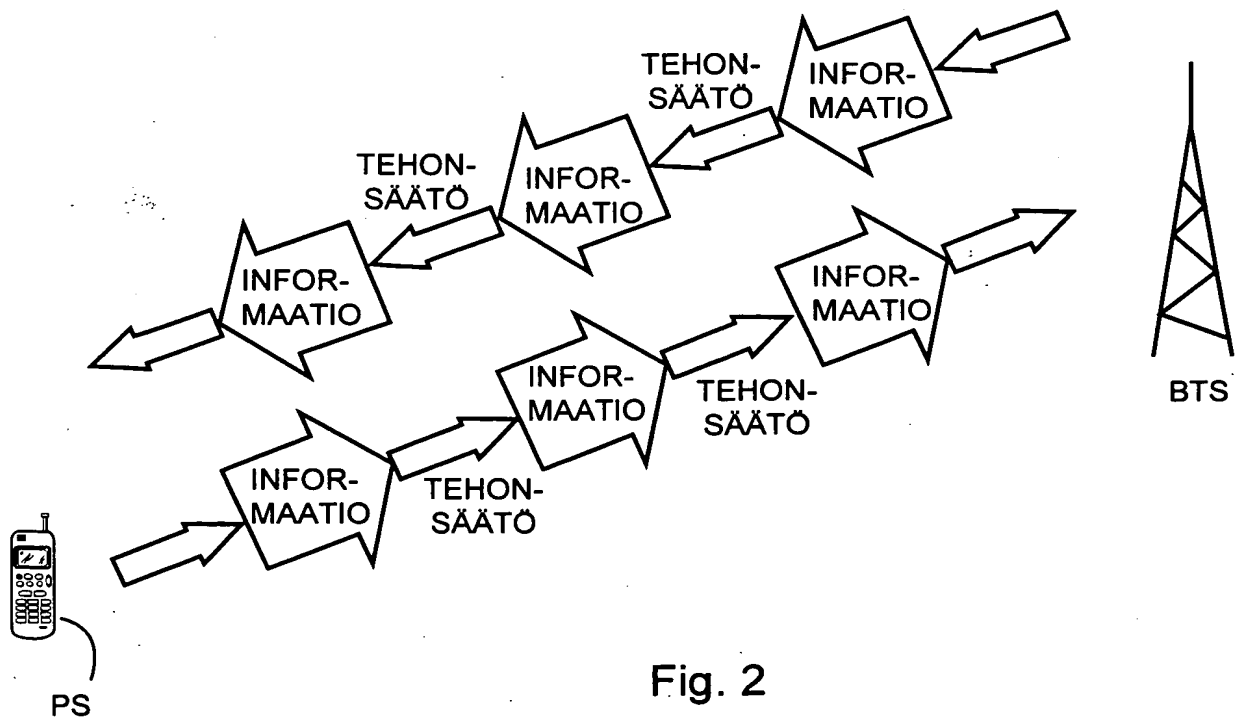 TEHON-
SÄÄTÖ
INFOR-
MAATIO
TEHON-
SÄÄTÖ
INFOR-
MAATIO
INFOR-
MAATIO
INFOR-
MAATIO
INFOR-
MAATIO
TEHON-
SÄÄTÖ
BTS
INFOR-
MAATIO
TEHON-
SÄÄTÖ
PS
Fig. 2